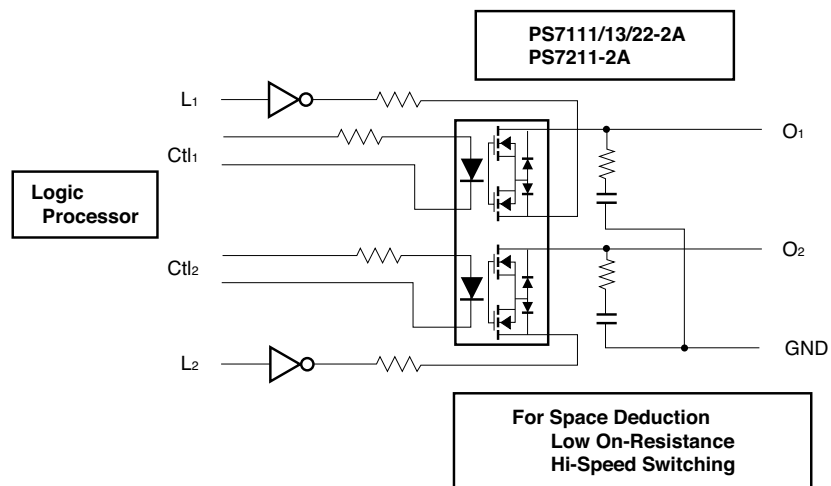 PS7111/13/22-2A
PS7211-2A
L1
O1
Ctl1
Logic
Processor
O2
Ctl2
GND
L2
For Space Deduction
Low On-Resistance
Hi-Speed Switching